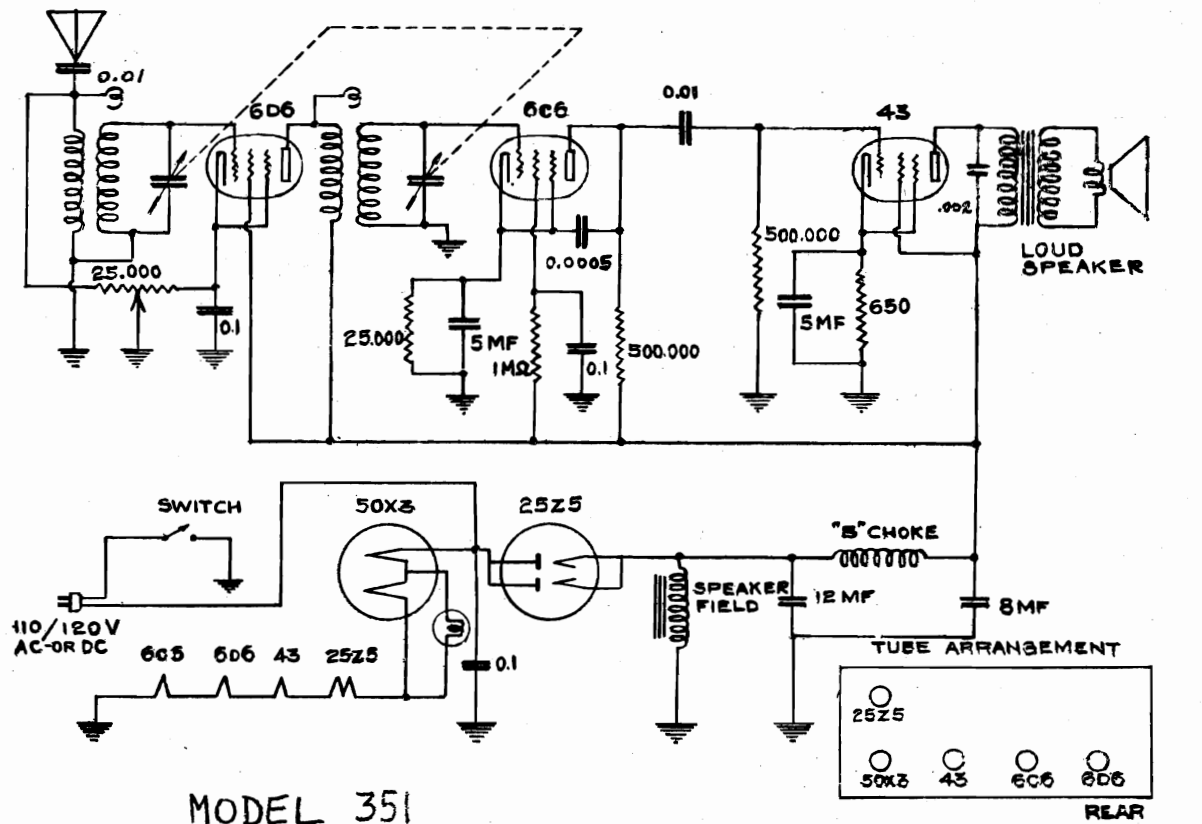 0.01
6D6
6C6
0.01
43
.002
LOUD
SPEAKER
25.000
0.1
25.000
5 MF
1MΩ
0.0005
0.1
500.000
500.000
5MF
650
SWITCH
50X3
25Z5
"B" CHOKE
SPEAKER
FIELD
12 MF
8MF
110/120V
AC-OR DC
6C6
6D6
43
25Z5
0.1
TUBE ARRANGEMENT
25Z5
50X3
43
6C6
6D6
REAR
MODEL 351